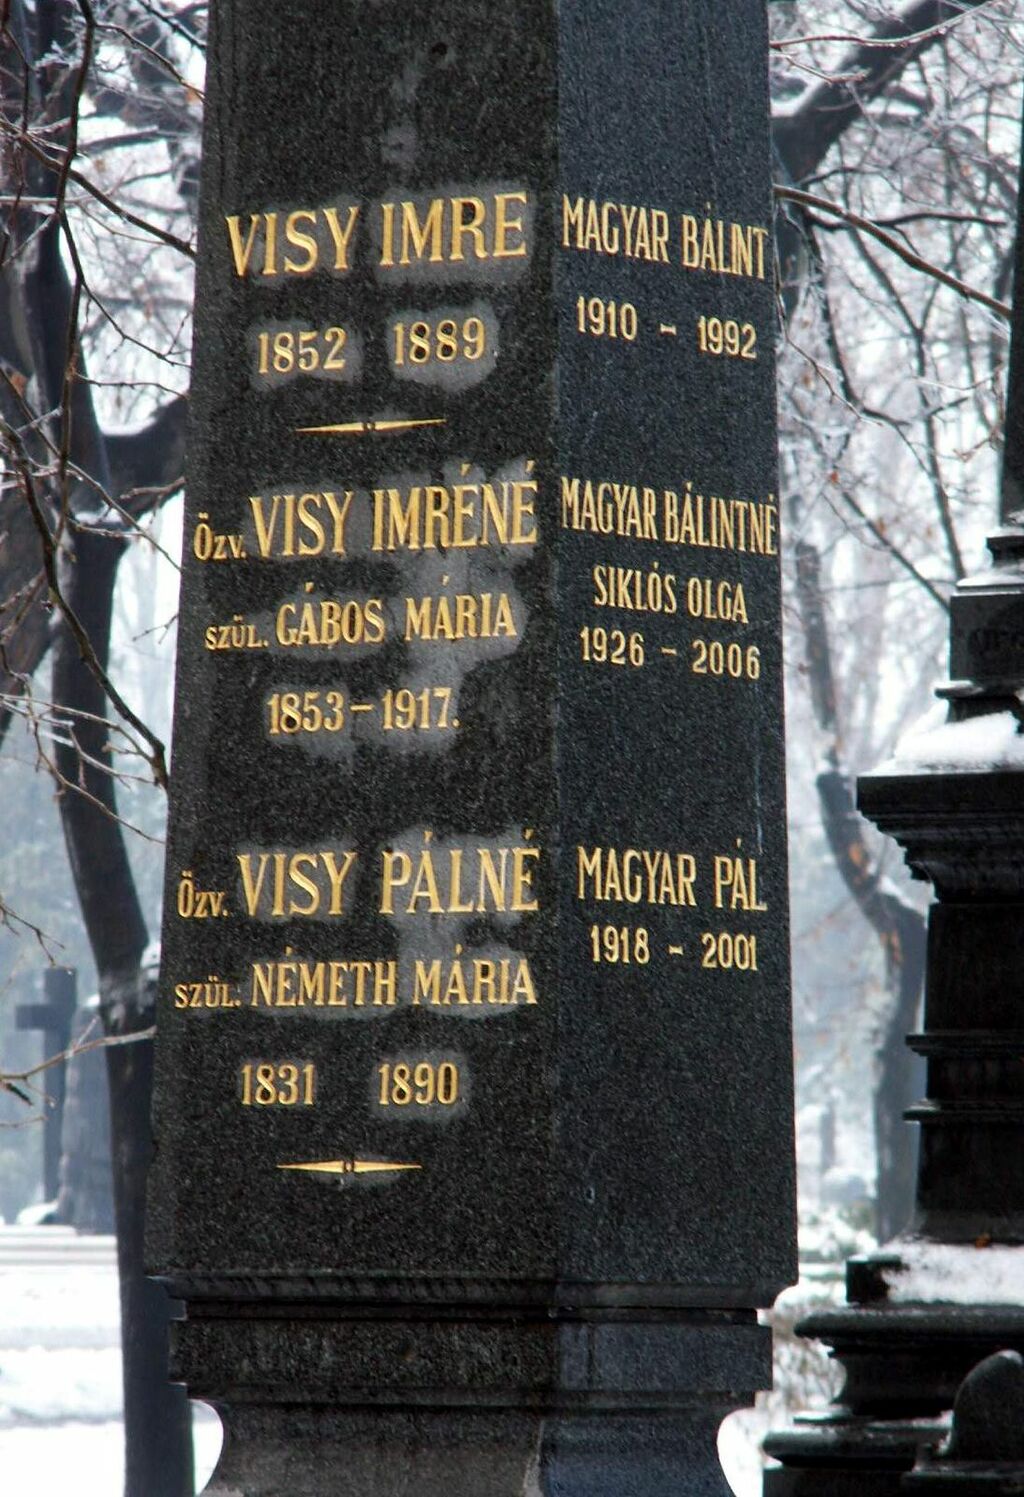 VISY IMRE
1852 1889
Özv. VISY IMRÉNÉ
SZÜL. GÁBOS MÁRIA
1853-1917.
Özv. VISY PÁLNÉ
SZÜL: NÉMETH MÁRIA
1831 1890
MAGYAR BÁLINT
1910 - 1992
MAGYAR BÁLINTNÉ
SIKLÓS OLGA
1926 - 2006
MAGYAR PÁL
1918 - 2001